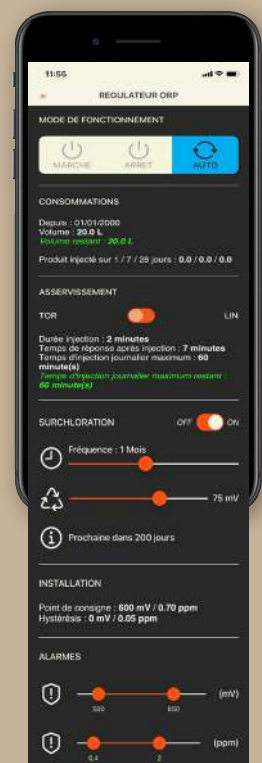 11:56
REGULATEUR ORP
MODE DE FONCTIONNEMENT
MARCHE ARRET AUTO
CONSOMMATIONS
Depuis : 01/01/2000
Volume : 20.0 L
Volume restant : 20.0 L
Produit injecté sur 1 / 7 / 28 jours : 0.0 / 0.0 / 0.0
ASSERVISSEMENT
TOR LIN
Durée injection : 2 minutes
Temps de réponse après injection : 7 minutes
Temps d'injection journalier maximum : 60
minute(s)
Temps d'injection journalier maximum restant :
60 minute(s)
SURCHLORATION OFF ON
Fréquence : 1 Mois
75 mV
Prochaine dans 200 jours
INSTALLATION
Point de consigne : 600 mV / 0.70 ppm
Hystérésis : 0 mV / 0.05 ppm
ALARMES
(mV)
500 850
(ppm)
0,4 2